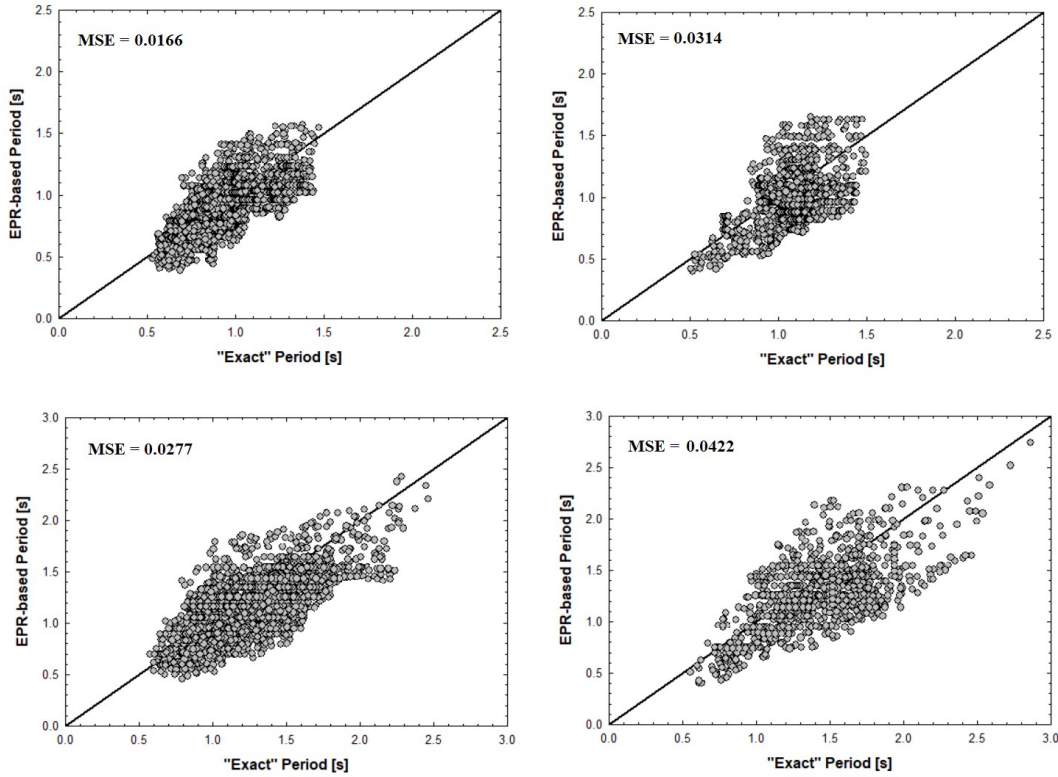 MSE = 0.0166
EPR-based Period [s]
2.5
2.0
1.5
1.0
0.5
0.0
0.0 0.5 1.0 1.5 2.0 2.5
"Exact" Period [s]
MSE = 0.0314
EPR-based Period [s]
2.5
2.0
1.5
1.0
0.5
0.0
0.0 0.5 1.0 1.5 2.0 2.5
"Exact" Period [s]
MSE = 0.0277
EPR-based Period [s]
3.0
2.5
2.0
1.5
1.0
0.5
0.0
0.0 0.5 1.0 1.5 2.0 2.5 3.0
"Exact" Period [s]
MSE = 0.0422
EPR-based Period [s]
3.0
2.5
2.0
1.5
1.0
0.5
0.0
0.0 0.5 1.0 1.5 2.0 2.5 3.0
"Exact" Period [s]